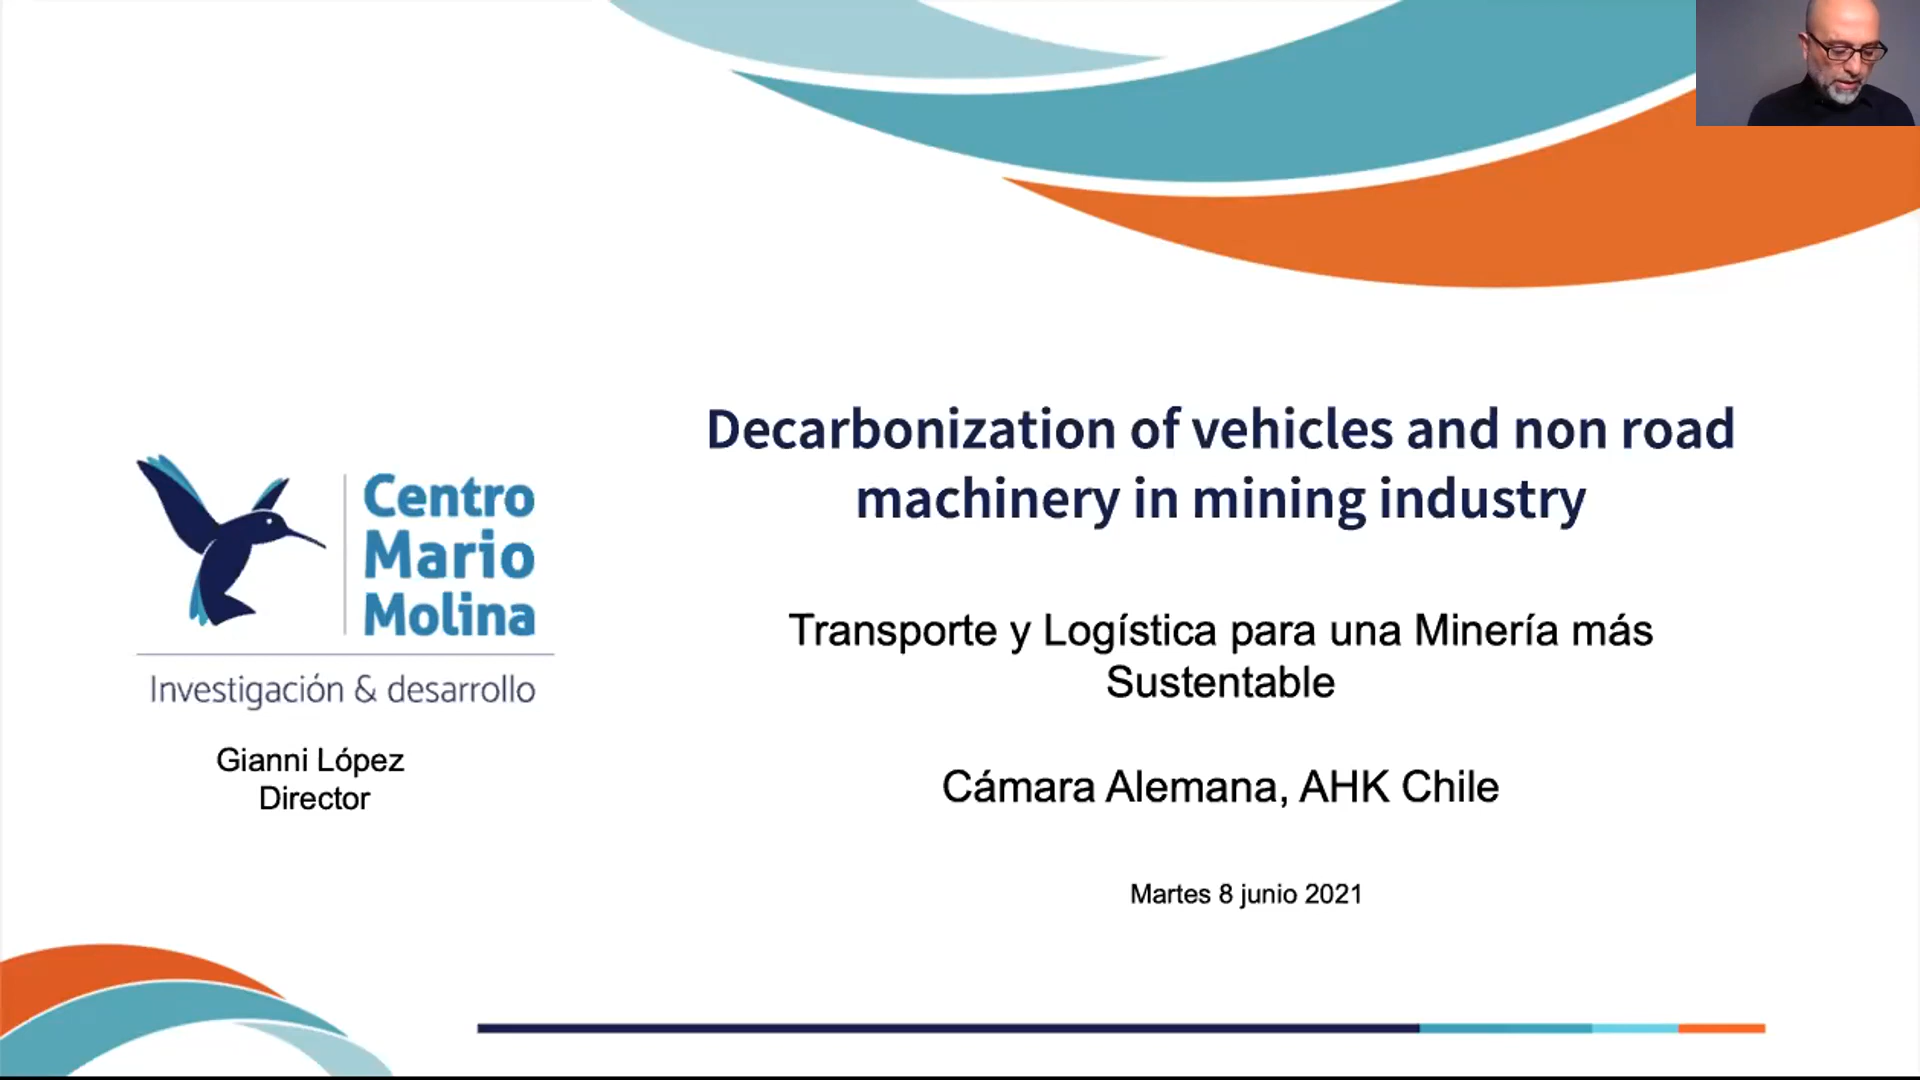 Centro
Mario
Molina
Investigación & desarrollo
Gianni López
Director
Decarbonization of vehicles and non road
machinery in mining industry
Transporte y Logística para una Minería más
Sustentable
Cámara Alemana, AHK Chile
Martes 8 junio 2021